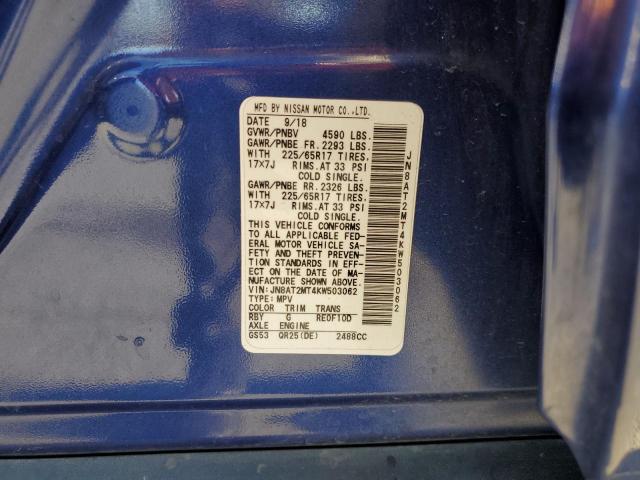 MFD BY NISSAN MOTOR CO.,LTD.
DATE 9/18
GVWR/PNBV 4590 LBS.
GAWR/PNBE FR. 2293 LBS.
WITH 225/65R17 TIRES.
17×7J RIMS. AT 33 PSI
COLD SINGLE.
GAWR/PNBE RR. 2326 LBS.
WITH 225/65R17 TIRES.
17×7J RIMS. AT 33 PSI
COLD SINGLE.
THIS VEHICLE CONFORMS
TO ALL APPLICABLE FED-
ERAL MOTOR VEHICLE SA-
FETY AND THEFT PREVEN-
TION STANDARDS IN EFF-
ECT ON THE DATE OF MA-
NUFACTURE SHOWN ABOVE.
VIN: JN8AT2MT4KW503062
TYPE: MPV
COLOR TRIM TRANS
RBY G RE0F10D
AXLE ENGINE
GS53 QR25(DE) 2488CC
JN8AT2MT4KW503062